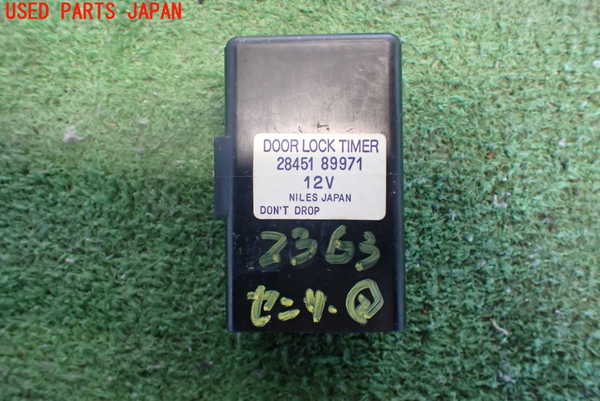 USED PARTS JAPAN
DOOR LOCK TIMER
28451 89971
12V
NILES JAPAN
DON'T DROP
2363
センサ.